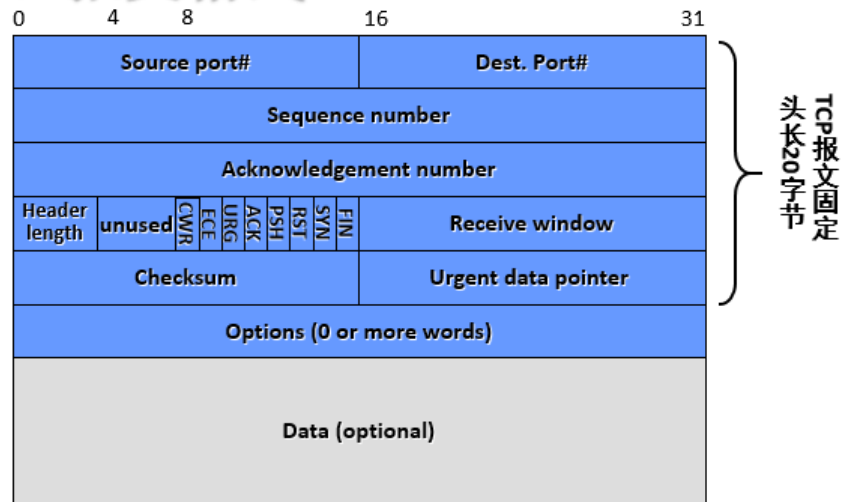 0 4 8 16 31
Source port# Dest. Port#
Sequence number
Acknowledgement number
Header length unused CWR ECE URG ACK PSH RST SYN FIN Receive window
Checksum Urgent data pointer
Options (0 or more words)
Data (optional)
TCP报文固定
头长20字节